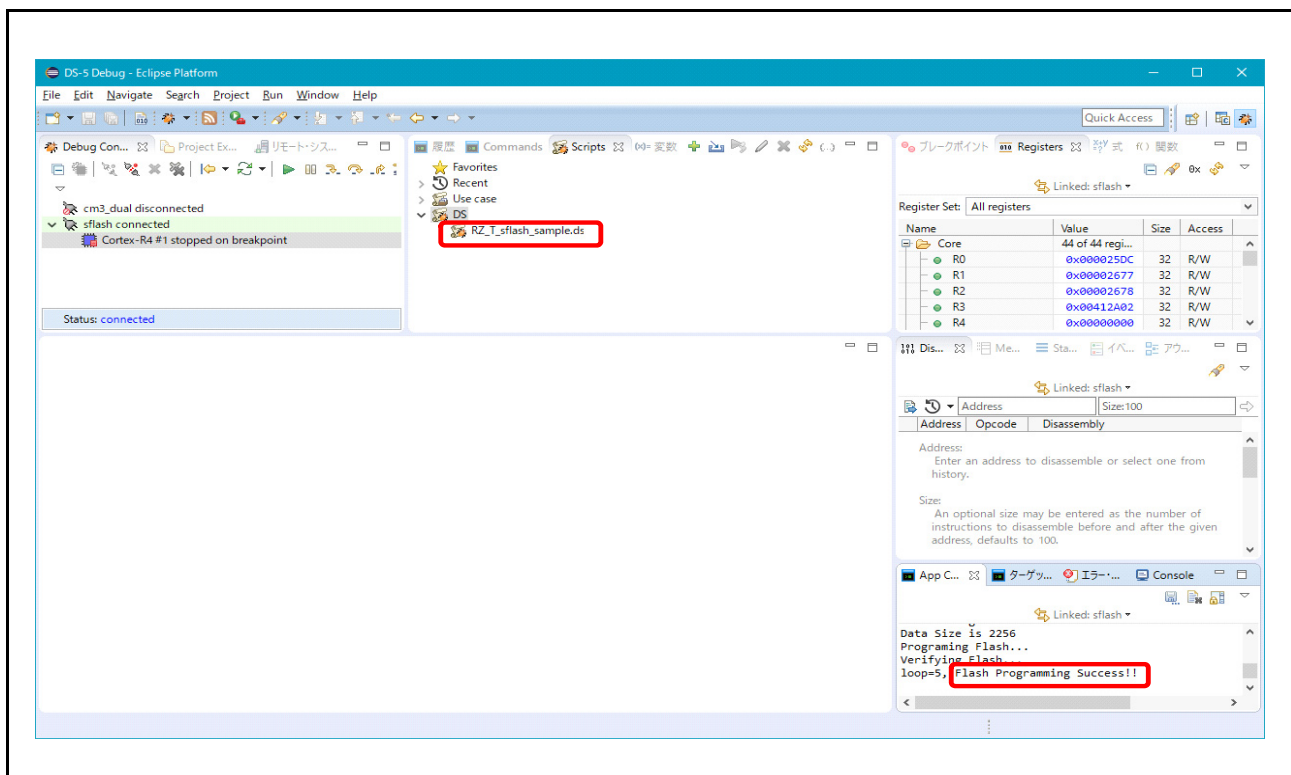 DS-5 Debug - Eclipse Platform
File Edit Navigate Search Project Run Window Help
Quick Access
Debug Con... Project Ex... リモート・シス...
cm3_dual disconnected
sflash connected
Cortex-R4 #1 stopped on breakpoint
Status: connected
履歴 Commands Scripts 変数
Favorites
Recent
Use case
DS
RZ_T_sflash_sample.ds
ブレークポイント Registers 式 関数
Linked: sflash
Register Set: All registers
Name Value Size Access
Core 44 of 44 regi...
R0 0x000025DC 32 R/W
R1 0x00002677 32 R/W
R2 0x00002678 32 R/W
R3 0x00412A02 32 R/W
R4 0x00000000 32 R/W
Dis... Me... Sta... イベ... アウ...
Linked: sflash
Address Size:100
Address Opcode Disassembly
Address:
Enter an address to disassemble or select one from
history.
Size:
An optional size may be entered as the number of
instructions to disassemble before and after the given
address, defaults to 100.
App C... ターゲッ... エラー・... Console
Linked: sflash
Data Size is 2256
Programing Flash...
Verifying Flash...
loop=5, Flash Programming Success!!